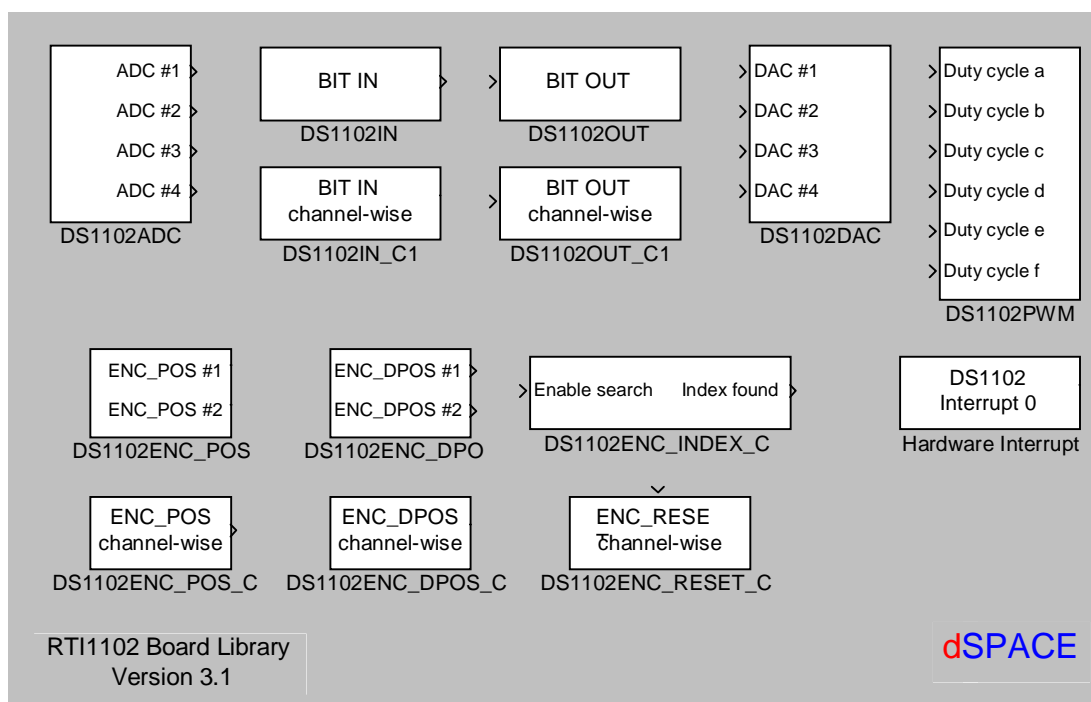 ADC #1
ADC #2
ADC #3
ADC #4
DS1102ADC
BIT IN
DS1102IN
BIT OUT
DS1102OUT
BIT IN
channel-wise
DS1102IN_C1
BIT OUT
channel-wise
DS1102OUT_C1
DAC #1
DAC #2
DAC #3
DAC #4
DS1102DAC
Duty cycle a
Duty cycle b
Duty cycle c
Duty cycle d
Duty cycle e
Duty cycle f
DS1102PWM
ENC_POS #1
ENC_POS #2
DS1102ENC_POS
ENC_DPOS #1
ENC_DPOS #2
DS1102ENC_DPO
Enable search Index found
DS1102ENC_INDEX_C
DS1102
Interrupt 0
Hardware Interrupt
ENC_POS
channel-wise
DS1102ENC_POS_C
ENC_DPOS
channel-wise
DS1102ENC_DPOS_C
ENC_RESE
channel-wise
DS1102ENC_RESET_C
RTI1102 Board Library
Version 3.1
dSPACE